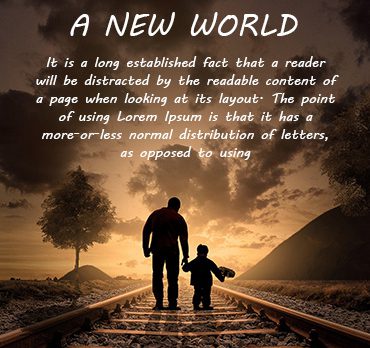 A NEW WORLD
It is a long established fact that a reader
will be distracted by the readable content of
a page when looking at its layout. The point
of using Lorem Ipsum is that it has a
more-or-less normal distribution of letters,
as opposed to using